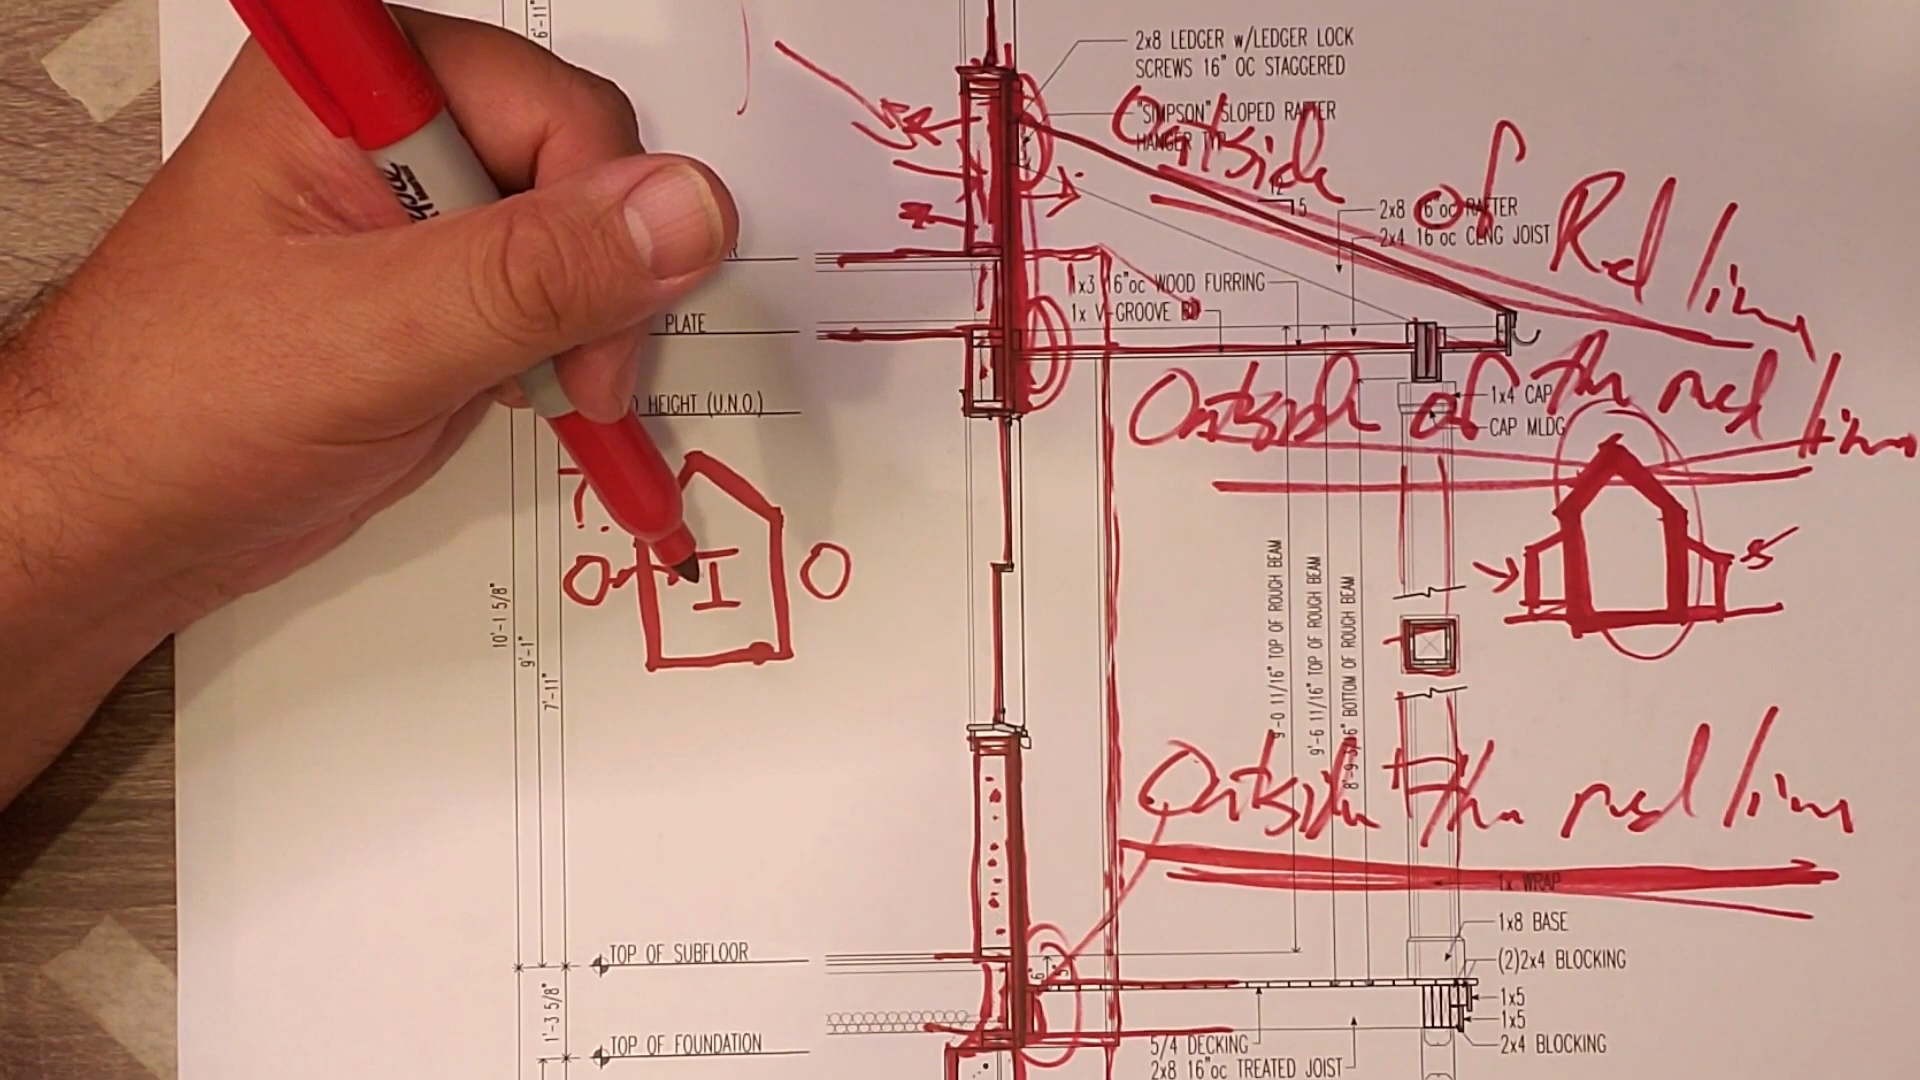 6'-11"
2x8 LEDGER w/LEDGER LOCK
SCREWS 16" OC STAGGERED
"SIMPSON" SLOPED RAFTER
HANGER TYP
Outside of Red line
12
5
2x8 16"oc RAFTER
2x4 16 oc CLNG JOIST
1x3 16"oc WOOD FURRING
1x V-GROOVE BD
PLATE
HEIGHT (U.N.O.)
Outside of the red line
1x4 CAP
CAP MLDG
?
O I O
10'-1 5/8"
9'-1"
7'-11"
9'-0 11/16" TOP OF ROUGH BEAM
9'-6 11/16" TOP OF ROUGH BEAM
BOTTOM OF ROUGH BEAM
Outside the red line
1x WRAP
1x8 BASE
(2)2x4 BLOCKING
1x5
1x5
2x4 BLOCKING
TOP OF SUBFLOOR
1'-3 5/8"
TOP OF FOUNDATION
5/4 DECKING
2x8 16"oc TREATED JOIST